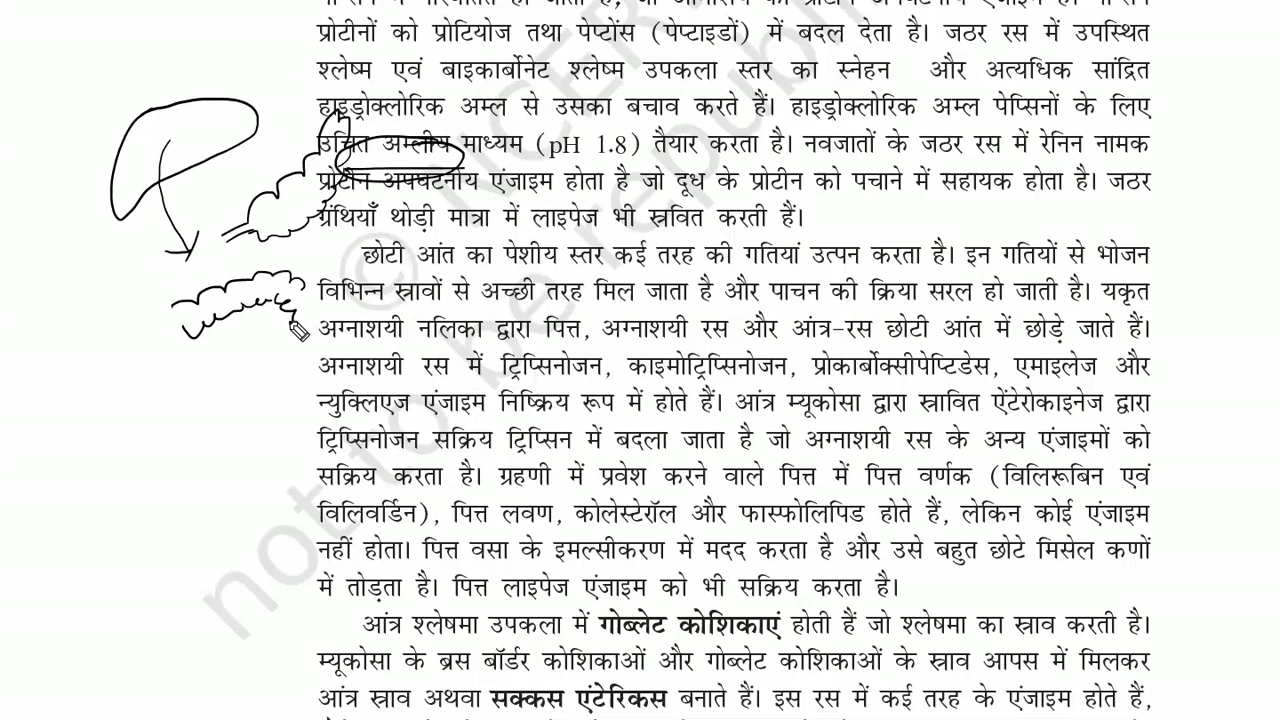 प्रोटीनों को प्रोटियोज तथा पेप्टोंस (पेप्टाइडों) में बदल देता है। जठर रस में उपस्थित
श्लेष्म एवं बाइकार्बोनेट श्लेष्म उपकला स्तर का स्नेहन और अत्यधिक सांद्रित
हाइड्रोक्लोरिक अम्ल से उसका बचाव करते हैं। हाइड्रोक्लोरिक अम्ल पेप्सिनों के लिए
उचित अम्लीय माध्यम (pH 1.8) तैयार करता है। नवजातों के जठर रस में रेनिन नामक
प्रोटीन अपघटनीय एंजाइम होता है जो दूध के प्रोटीन को पचाने में सहायक होता है। जठर
ग्रंथियाँ थोड़ी मात्रा में लाइपेज भी स्रवित करती हैं।
छोटी आंत का पेशीय स्तर कई तरह की गतियां उत्पन करता है। इन गतियों से भोजन
विभिन्न स्रावों से अच्छी तरह मिल जाता है और पाचन की क्रिया सरल हो जाती है। यकृत
अग्नाशयी नलिका द्वारा पित्त, अग्नाशयी रस और आंत्र-रस छोटी आंत में छोड़े जाते हैं।
अग्नाशयी रस में ट्रिप्सिनोजन, काइमोट्रिप्सिनोजन, प्रोकार्बोक्सीपेप्टिडेस, एमाइलेज और
न्युक्लिएज एंजाइम निष्क्रिय रूप में होते हैं। आंत्र म्यूकोसा द्वारा स्रावित ऐंटेरोकाइनेज द्वारा
ट्रिप्सिनोजन सक्रिय ट्रिप्सिन में बदला जाता है जो अग्नाशयी रस के अन्य एंजाइमों को
सक्रिय करता है। ग्रहणी में प्रवेश करने वाले पित्त में पित्त वर्णक (विलिरूबिन एवं
विलिवर्डिन), पित्त लवण, कोलेस्टेरॉल और फास्फोलिपिड होते हैं, लेकिन कोई एंजाइम
नहीं होता। पित्त वसा के इमल्सीकरण में मदद करता है और उसे बहुत छोटे मिसेल कणों
में तोड़ता है। पित्त लाइपेज एंजाइम को भी सक्रिय करता है।
आंत्र श्लेषमा उपकला में गोब्लेट कोशिकाएं होती हैं जो श्लेषमा का स्राव करती है।
म्यूकोसा के ब्रस बॉर्डर कोशिकाओं और गोब्लेट कोशिकाओं के स्राव आपस में मिलकर
आंत्र स्राव अथवा सक्कस एंटेरिकस बनाते हैं। इस रस में कई तरह के एंजाइम होते हैं,